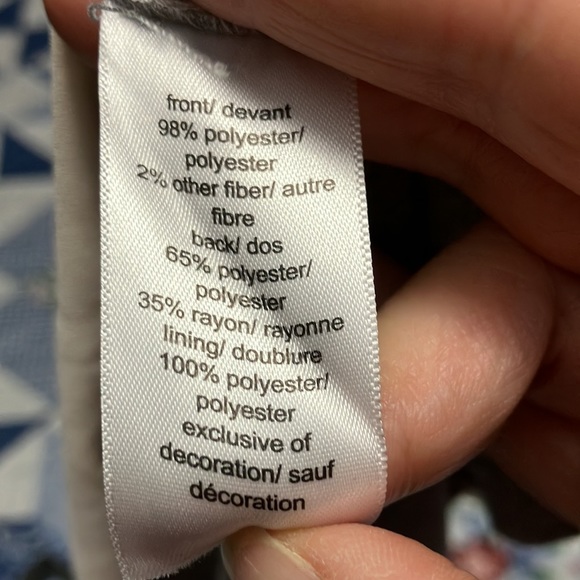 front/ devant
98% polyester/
polyester
2% other fiber/ autre
fibre
back/ dos
65% polyester/
polyester
35% rayon/ rayonne
lining/ doublure
100% polyester/
polyester
exclusive of
decoration/ sauf
décoration